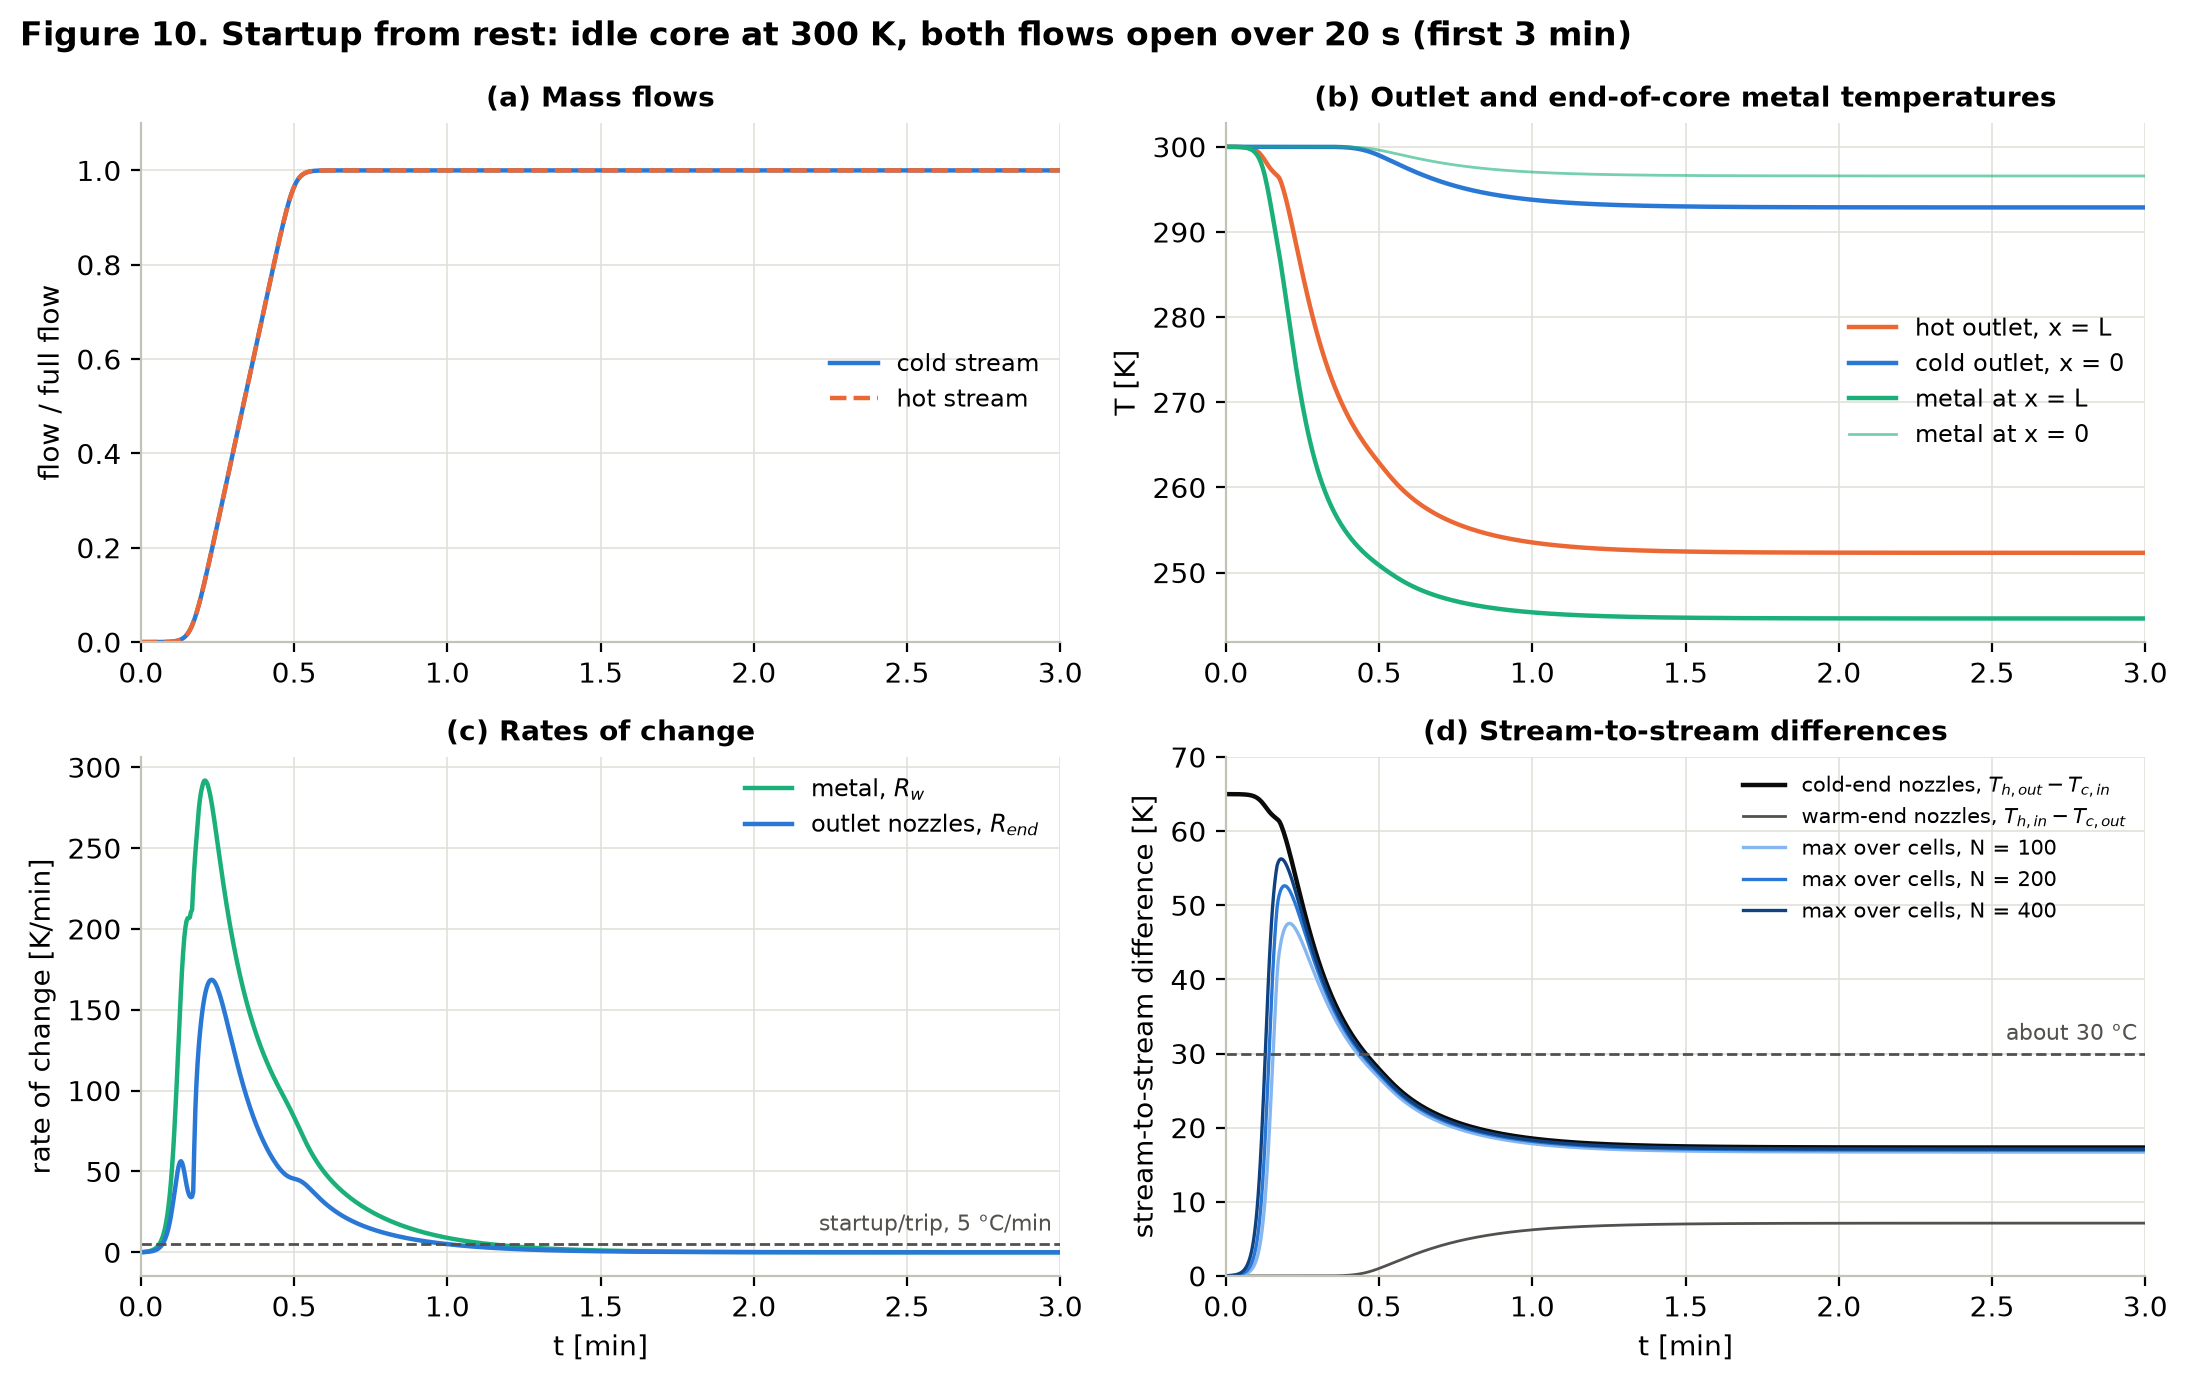 Figure 10. Startup from rest: idle core at 300 K, both flows open over 20 s (first 3 min)
(a) Mass flows
flow / full flow
1.0
0.8
0.6
0.4
0.2
0.0
cold stream
hot stream
0.0 0.5 1.0 1.5 2.0 2.5 3.0
(b) Outlet and end-of-core metal temperatures
T [K]
300
290
280
270
260
250
hot outlet, x = L
cold outlet, x = 0
metal at x = L
metal at x = 0
0.0 0.5 1.0 1.5 2.0 2.5 3.0
(c) Rates of change
rate of change [K/min]
300
250
200
150
100
50
0
metal, R_w
outlet nozzles, R_end
startup/trip, 5 °C/min
0.0 0.5 1.0 1.5 2.0 2.5 3.0
t [min]
(d) Stream-to-stream differences
stream-to-stream difference [K]
70
60
50
40
30
20
10
0
cold-end nozzles, T_h,out − T_c,in
warm-end nozzles, T_h,in − T_c,out
max over cells, N = 100
max over cells, N = 200
max over cells, N = 400
about 30 °C
0.0 0.5 1.0 1.5 2.0 2.5 3.0
t [min]